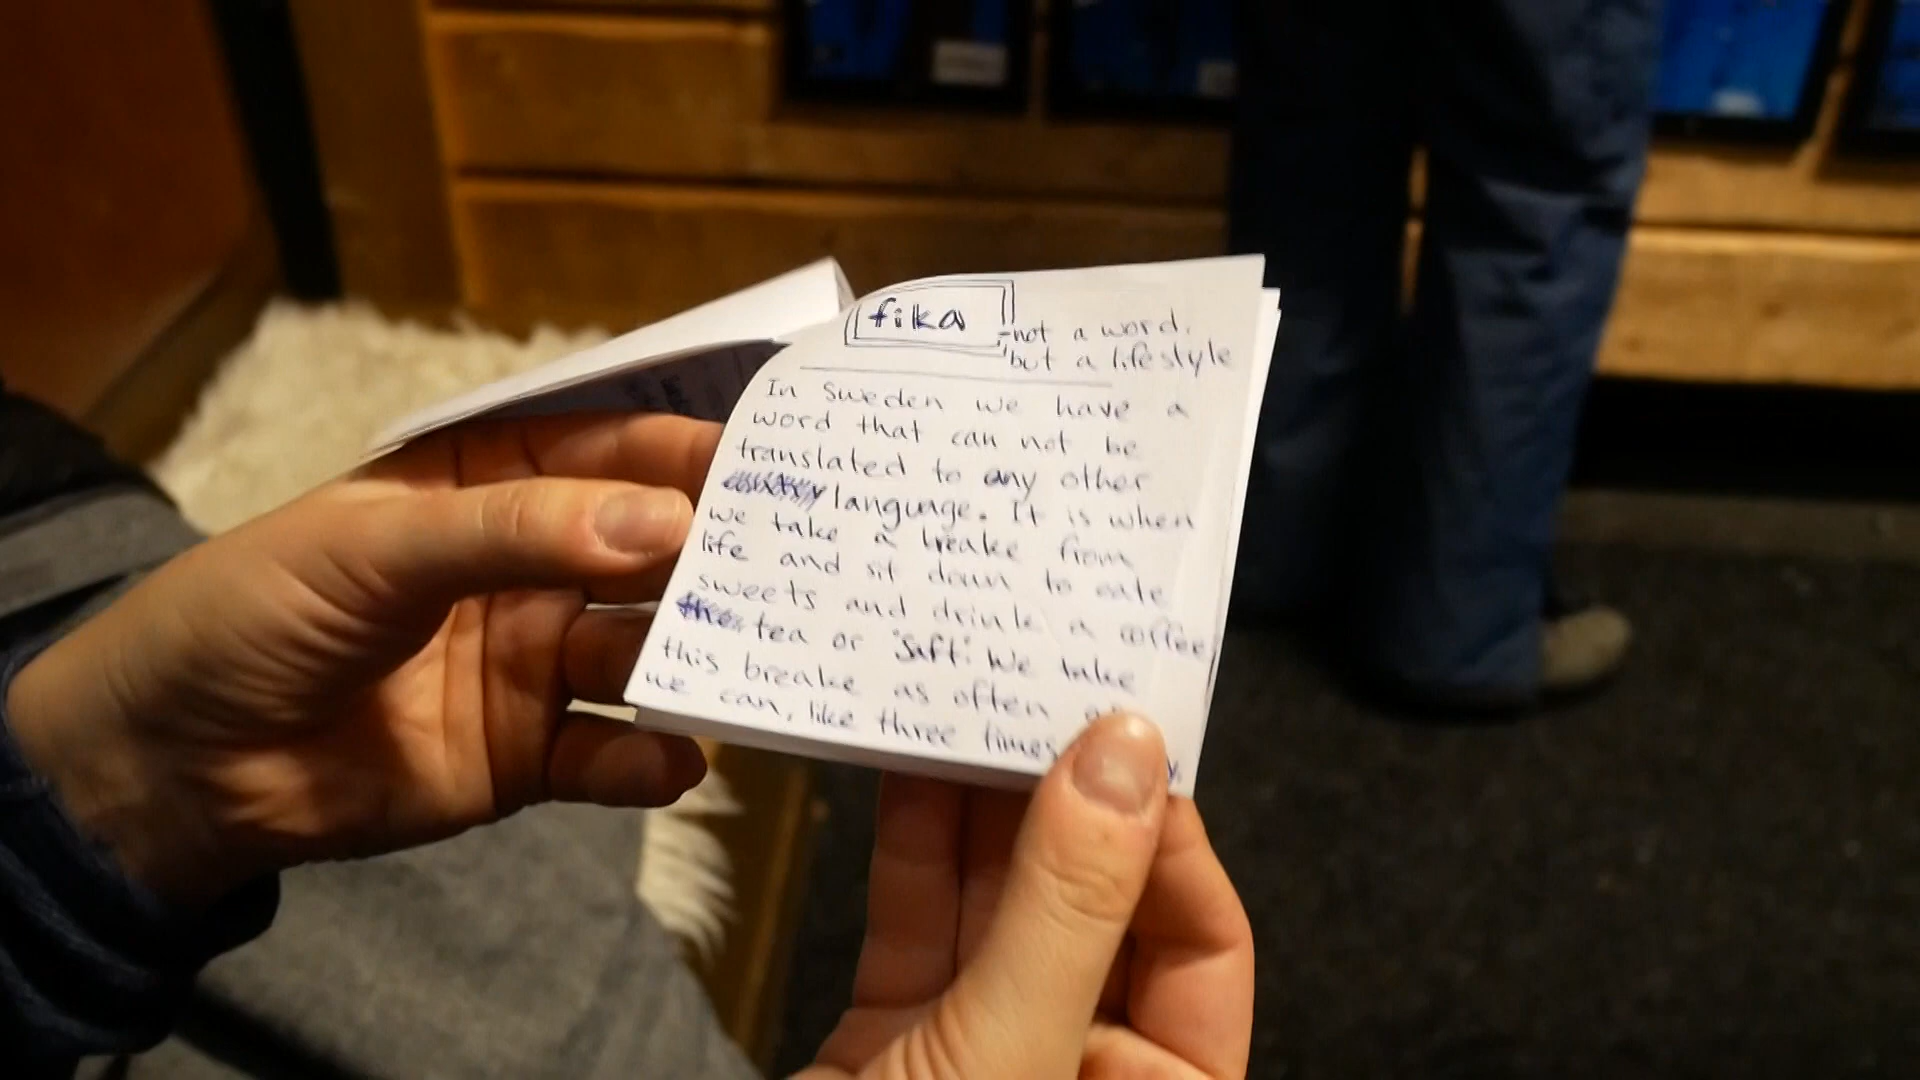 fika
-not a word.
but a lifestyle
In Sweden we have a
word that can not be
translated to any other
language. It is when
we take a breake from
life and sit down to eate
sweets and drink a coffee
tea or "saft". We take
this breake as often as
we can, like three times